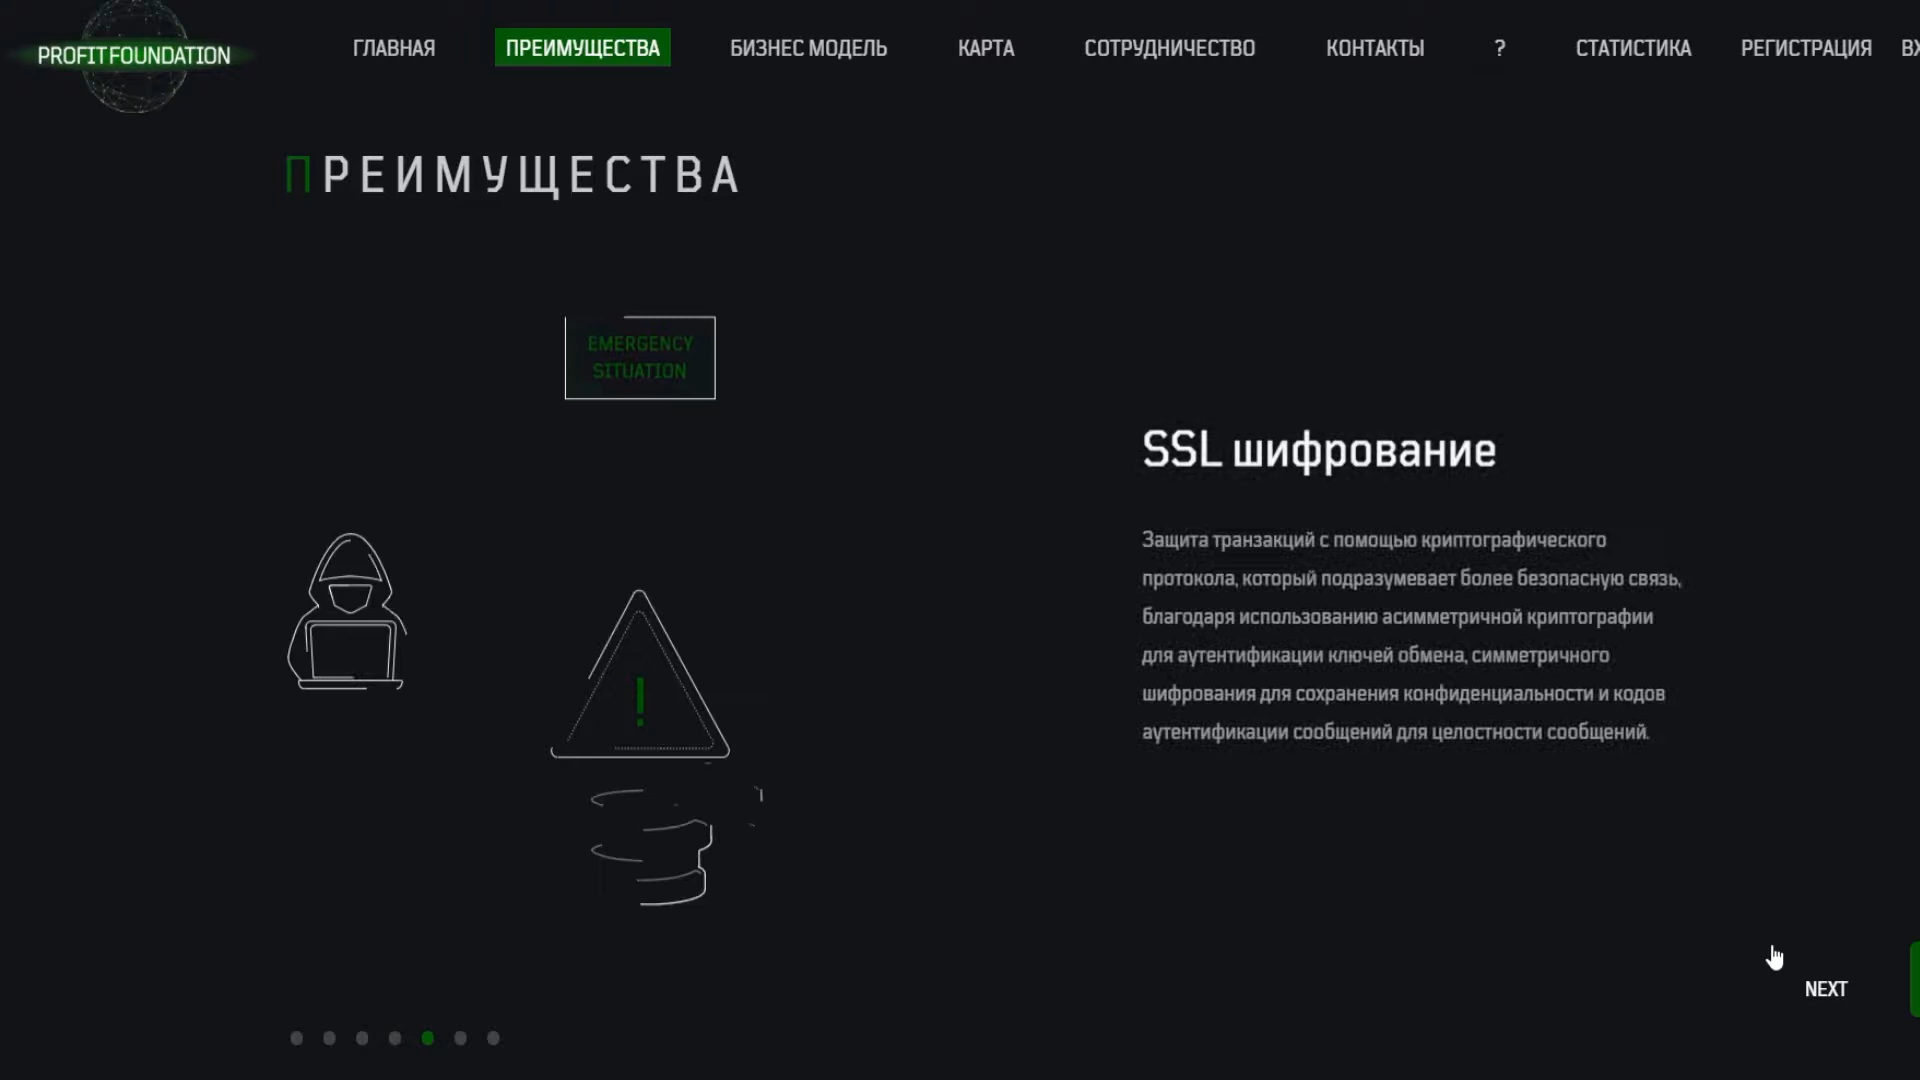 PROFITFOUNDATION
ГЛАВНАЯ
ПРЕИМУЩЕСТВА
БИЗНЕС МОДЕЛЬ
КАРТА
СОТРУДНИЧЕСТВО
КОНТАКТЫ
?
СТАТИСТИКА
РЕГИСТРАЦИЯ
ПРЕИМУЩЕСТВА
EMERGENCY
SITUATION
SSL шифрование
Защита транзакций с помощью криптографического
протокола, который подразумевает более безопасную связь,
благодаря использованию асимметричной криптографии
для аутентификации ключей обмена, симметричного
шифрования для сохранения конфиденциальности и кодов
аутентификации сообщений для целостности сообщений.
!
NEXT